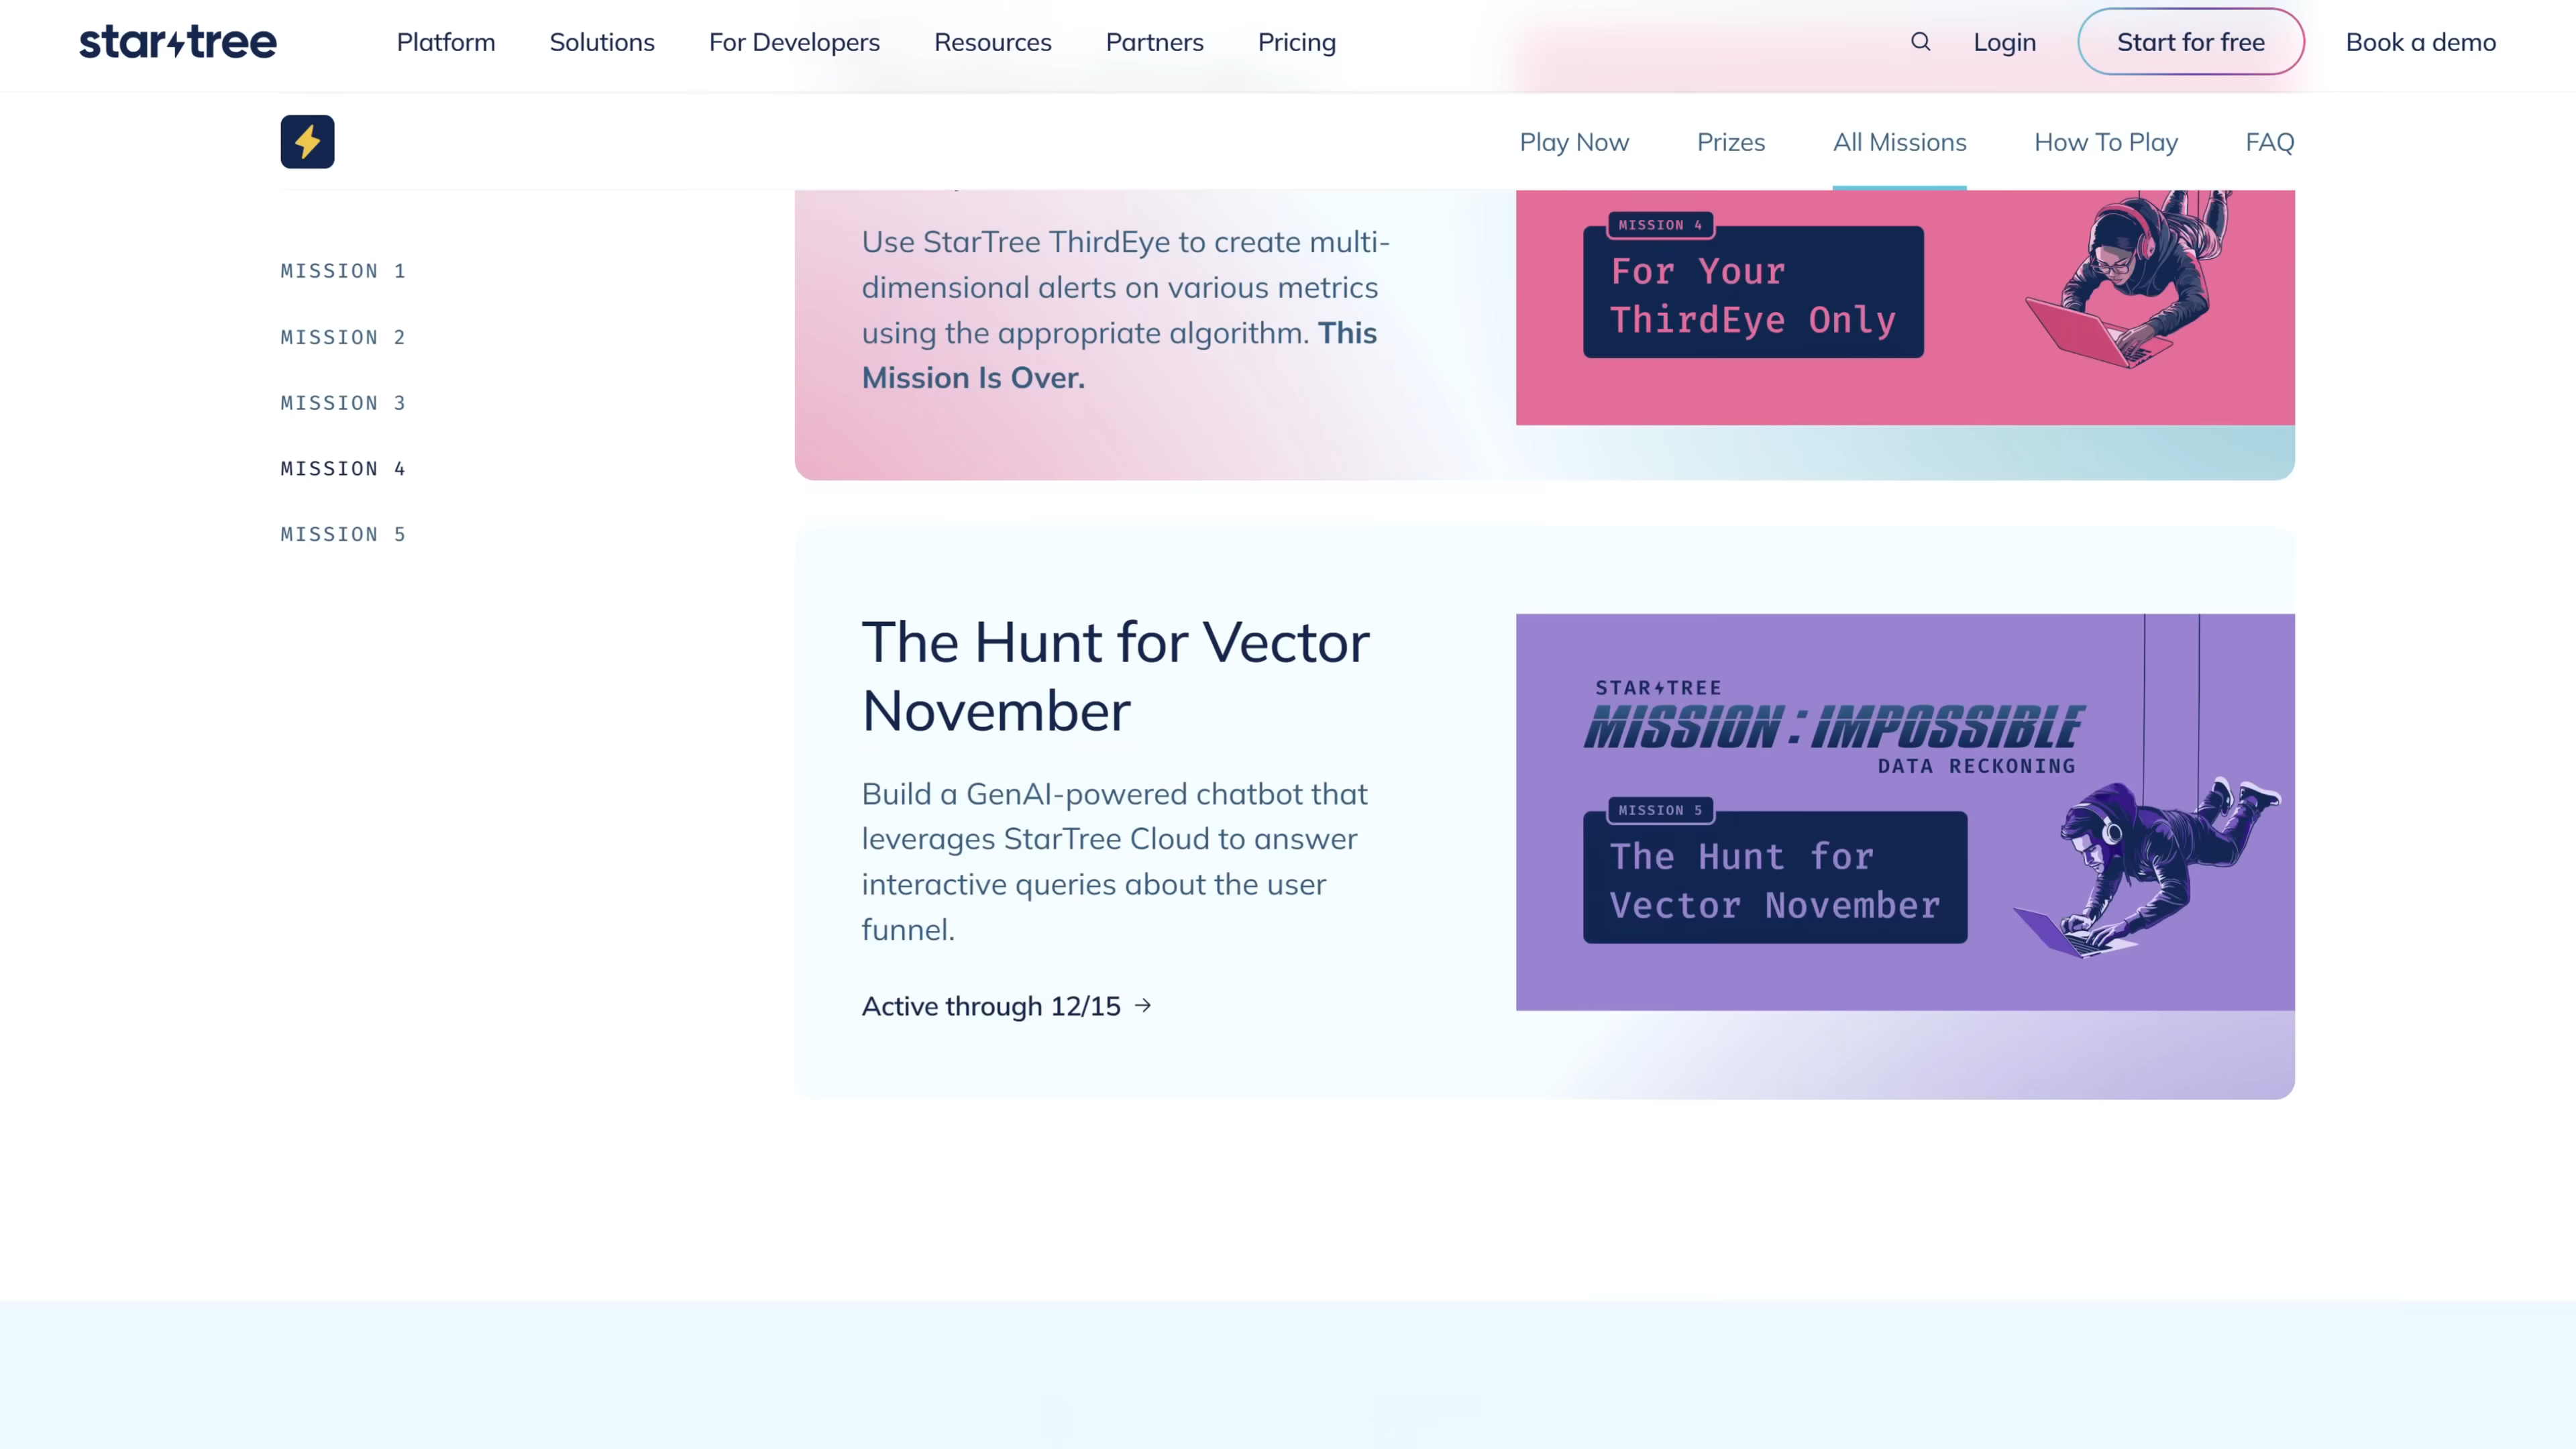 star tree
Platform
Solutions
For Developers
Resources
Partners
Pricing
Login
Start for free
Book a demo
Play Now
Prizes
All Missions
How To Play
FAQ
MISSION 1
MISSION 2
MISSION 3
MISSION 4
MISSION 5
Use StarTree ThirdEye to create multi-
dimensional alerts on various metrics
using the appropriate algorithm. This
Mission Is Over.
MISSION 4
For Your
ThirdEye Only
The Hunt for Vector
November
Build a GenAI-powered chatbot that
leverages StarTree Cloud to answer
interactive queries about the user
funnel.
Active through 12/15 →
STAR TREE
MISSION: IMPOSSIBLE
DATA RECKONING
MISSION 5
The Hunt for
Vector November